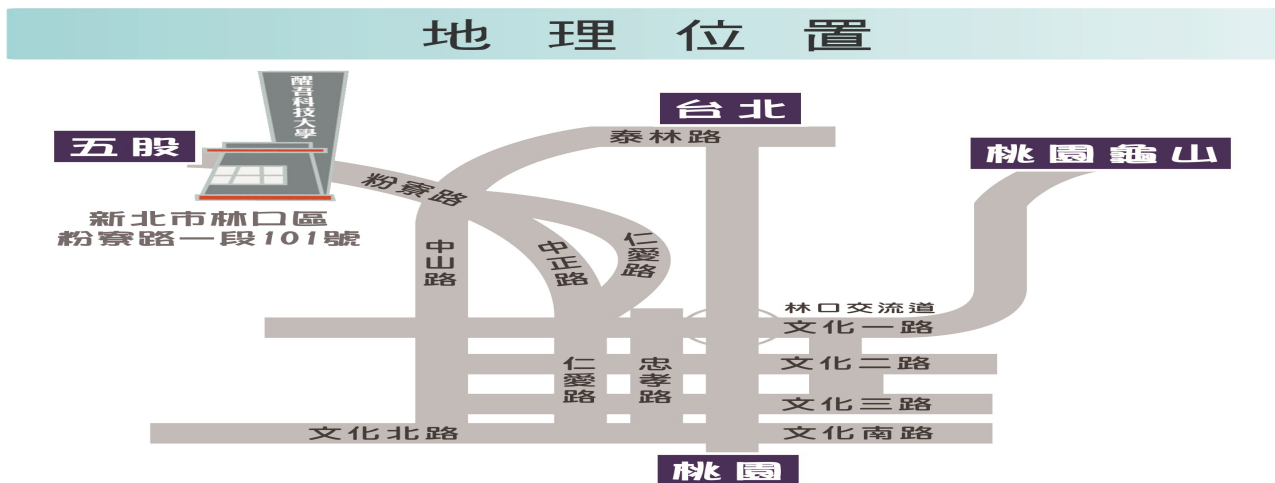 地理位置
醒吾科技大學
台北
五股
泰林路
桃園龜山
粉寮路
新北市林口區
粉寮路一段101號
中山路
中正路
仁愛路
林口交流道
文化一路
仁愛路
忠孝路
文化二路
文化三路
文化北路
文化南路
桃園